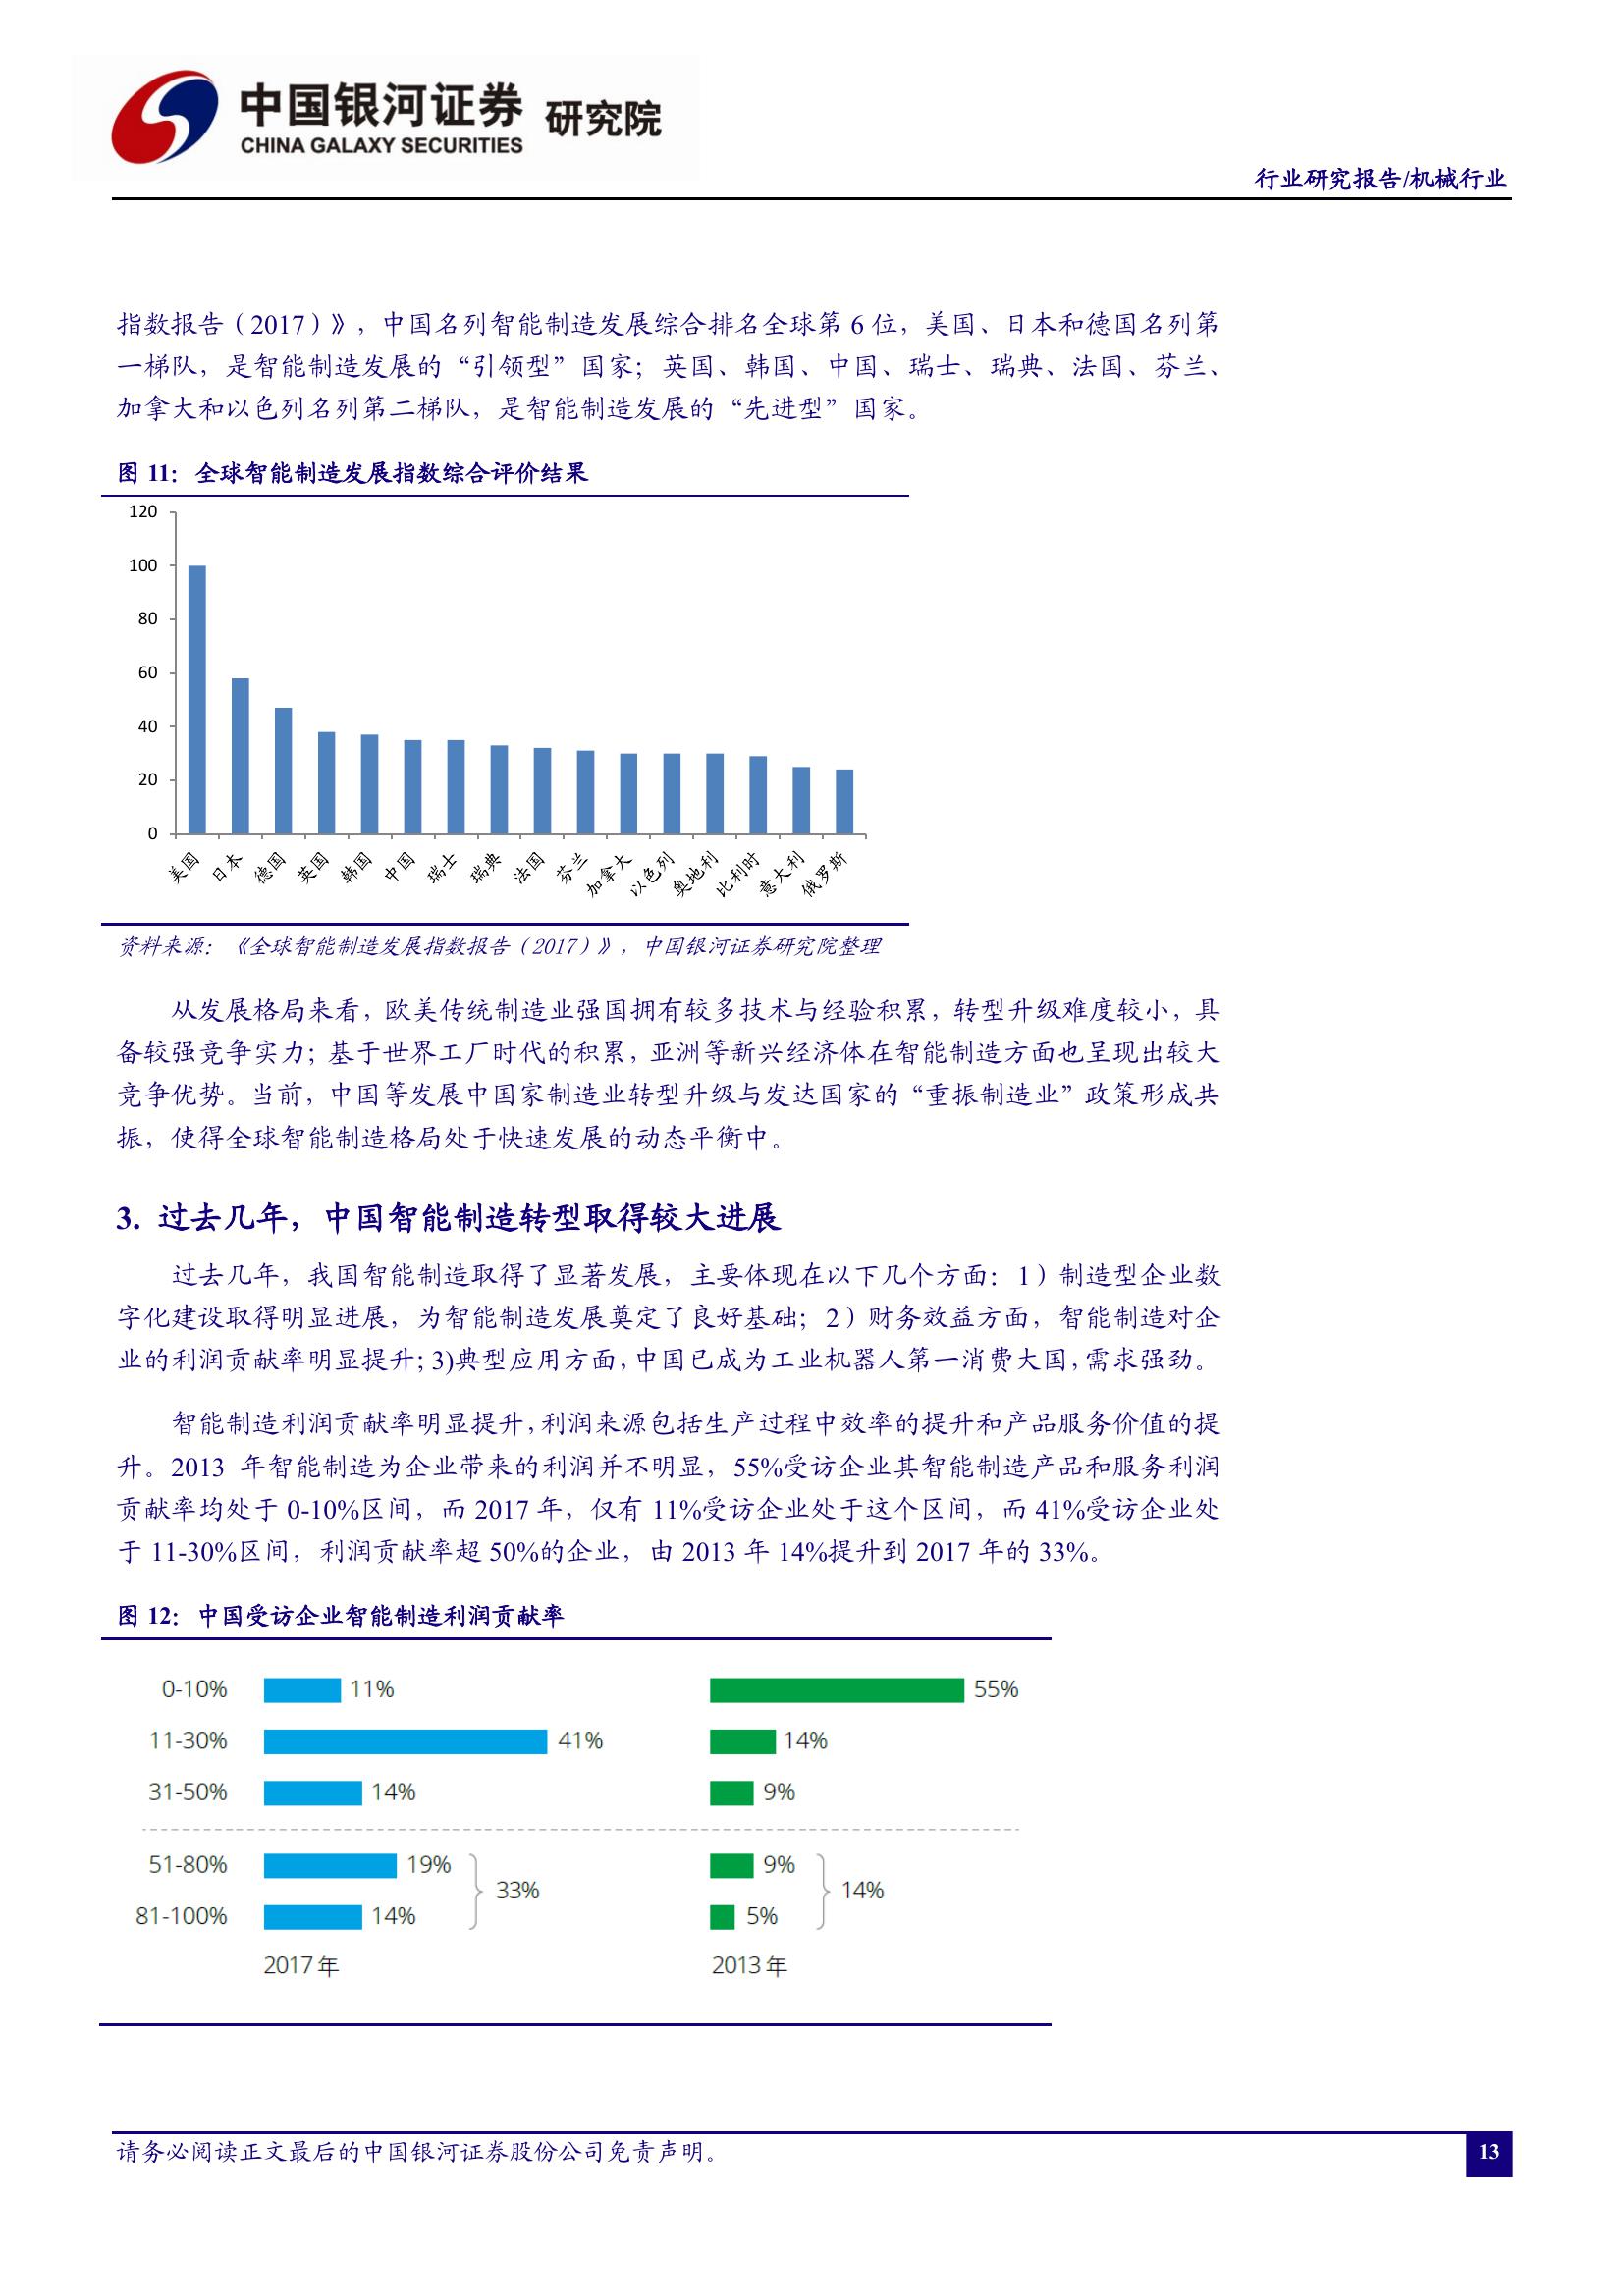 中国银河证券 研究院
CHINA GALAXY SECURITIES
行业研究报告/机械行业
指数报告（2017）》，中国名列智能制造发展综合排名全球第 6 位，美国、日本和德国名列第
一梯队，是智能制造发展的“引领型”国家；英国、韩国、中国、瑞士、瑞典、法国、芬兰、
加拿大和以色列名列第二梯队，是智能制造发展的“先进型”国家。
图 11：全球智能制造发展指数综合评价结果
120
100
80
60
40
20
0
美国 日本 德国 英国 韩国 中国 瑞士 瑞典 法国 芬兰 加拿大 以色列 奥地利 比利时 意大利 俄罗斯
资料来源：《全球智能制造发展指数报告（2017）》，中国银河证券研究院整理
从发展格局来看，欧美传统制造业强国拥有较多技术与经验积累，转型升级难度较小，具
备较强竞争实力；基于世界工厂时代的积累，亚洲等新兴经济体在智能制造方面也呈现出较大
竞争优势。当前，中国等发展中国家制造业转型升级与发达国家的“重振制造业”政策形成共
振，使得全球智能制造格局处于快速发展的动态平衡中。
3. 过去几年，中国智能制造转型取得较大进展
过去几年，我国智能制造取得了显著发展，主要体现在以下几个方面：1）制造型企业数
字化建设取得明显进展，为智能制造发展奠定了良好基础；2）财务效益方面，智能制造对企
业的利润贡献率明显提升；3)典型应用方面，中国已成为工业机器人第一消费大国，需求强劲。
智能制造利润贡献率明显提升，利润来源包括生产过程中效率的提升和产品服务价值的提
升。2013 年智能制造为企业带来的利润并不明显，55%受访企业其智能制造产品和服务利润
贡献率均处于 0-10%区间，而 2017 年，仅有 11%受访企业处于这个区间，而 41%受访企业处
于 11-30%区间，利润贡献率超 50%的企业，由 2013 年 14%提升到 2017 年的 33%。
图 12：中国受访企业智能制造利润贡献率
0-10% 11% 55%
11-30% 41% 14%
31-50% 14% 9%
51-80% 19% 9%
33% 14%
81-100% 14% 5%
2017 年 2013 年
请务必阅读正文最后的中国银河证券股份公司免责声明。
13